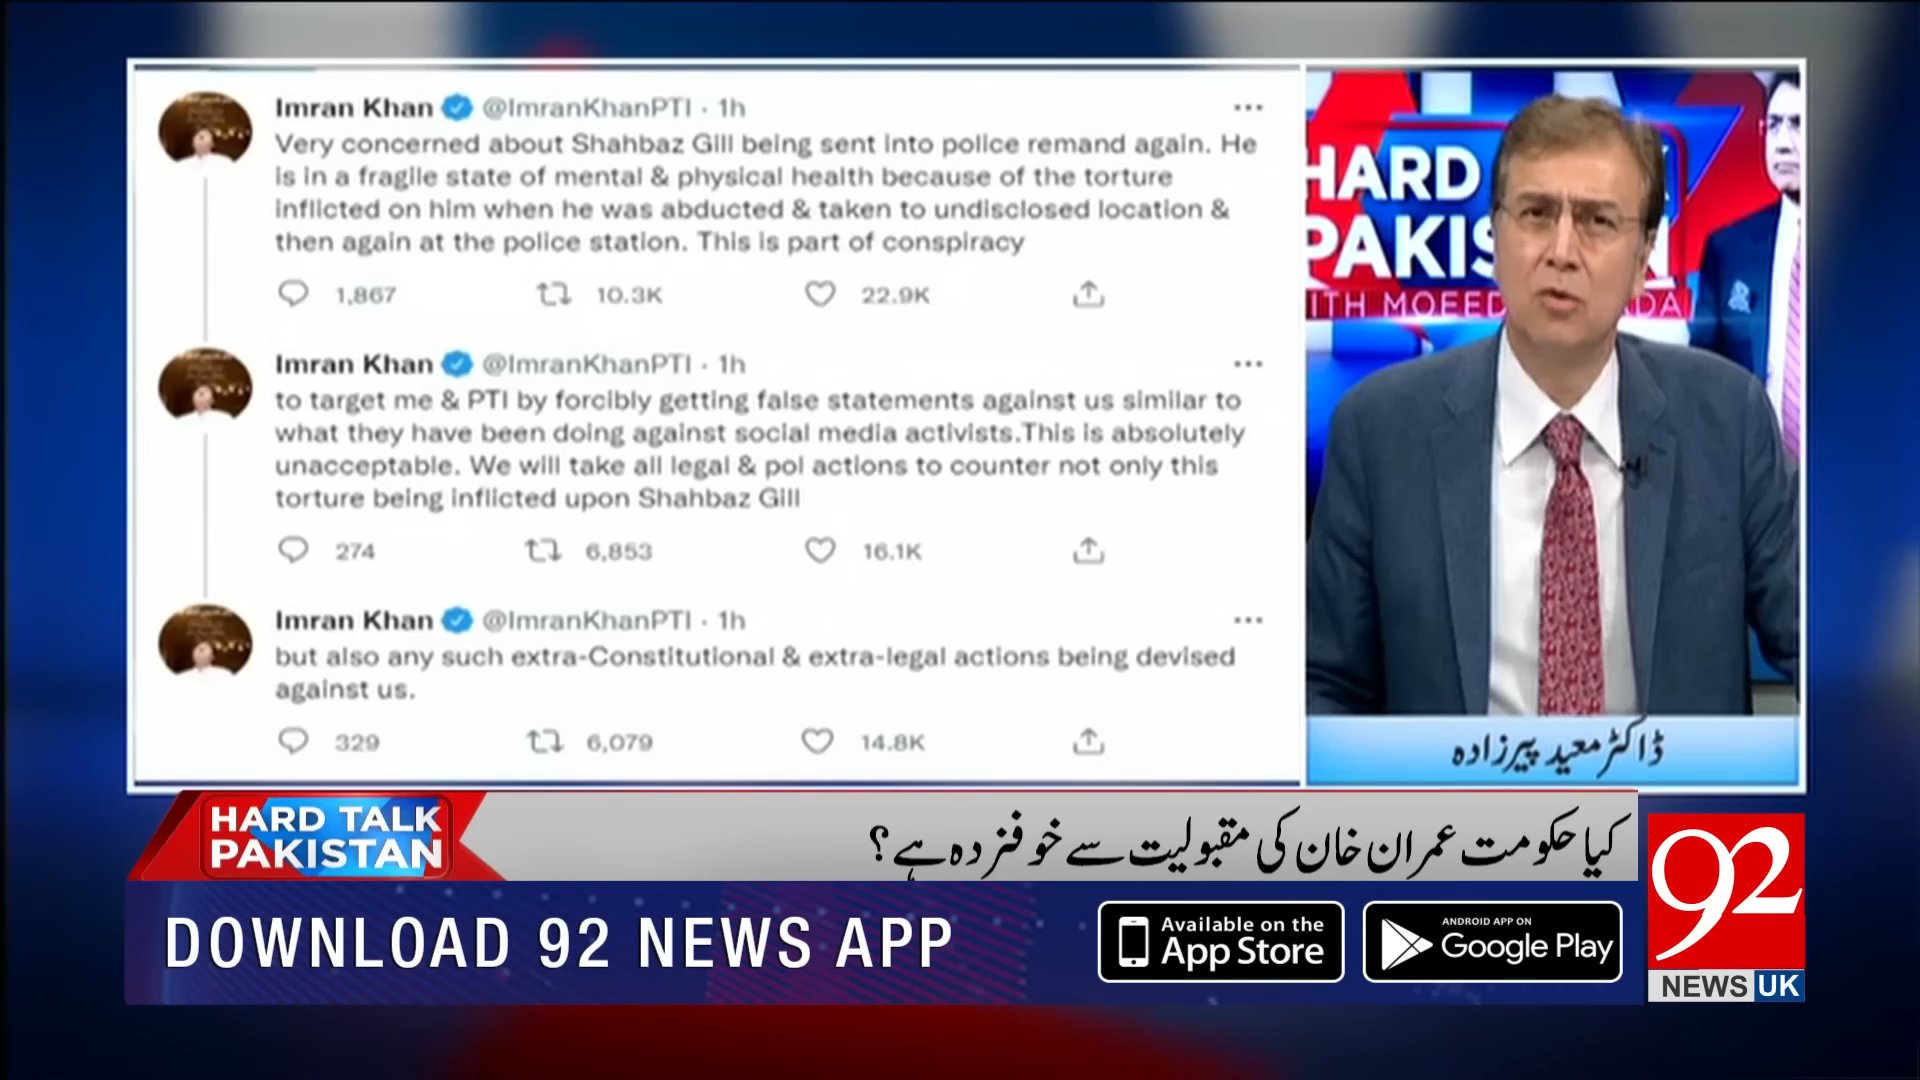 Imran Khan @ImranKhanPTI · 1h
Very concerned about Shahbaz Gill being sent into police remand again. He
is in a fragile state of mental & physical health because of the torture
inflicted on him when he was abducted & taken to undisclosed location &
then again at the police station. This is part of conspiracy
1,867 10.3K 22.9K
Imran Khan @ImranKhanPTI · 1h
to target me & PTI by forcibly getting false statements against us similar to
what they have been doing against social media activists.This is absolutely
unacceptable. We will take all legal & pol actions to counter not only this
torture being inflicted upon Shahbaz Gill
274 6,853 16.1K
Imran Khan @ImranKhanPTI · 1h
but also any such extra-Constitutional & extra-legal actions being devised
against us.
329 6,079 14.8K
HARD
PAKIS
ITH MOEED
DA
ڈاکٹر معید پیرزادہ
HARD TALK
PAKISTAN
کیا حکومت عمران خان کی مقبولیت سے خوفزدہ ہے؟
DOWNLOAD 92 NEWS APP
Available on the
App Store
ANDROID APP ON
Google Play
92
NEWS UK